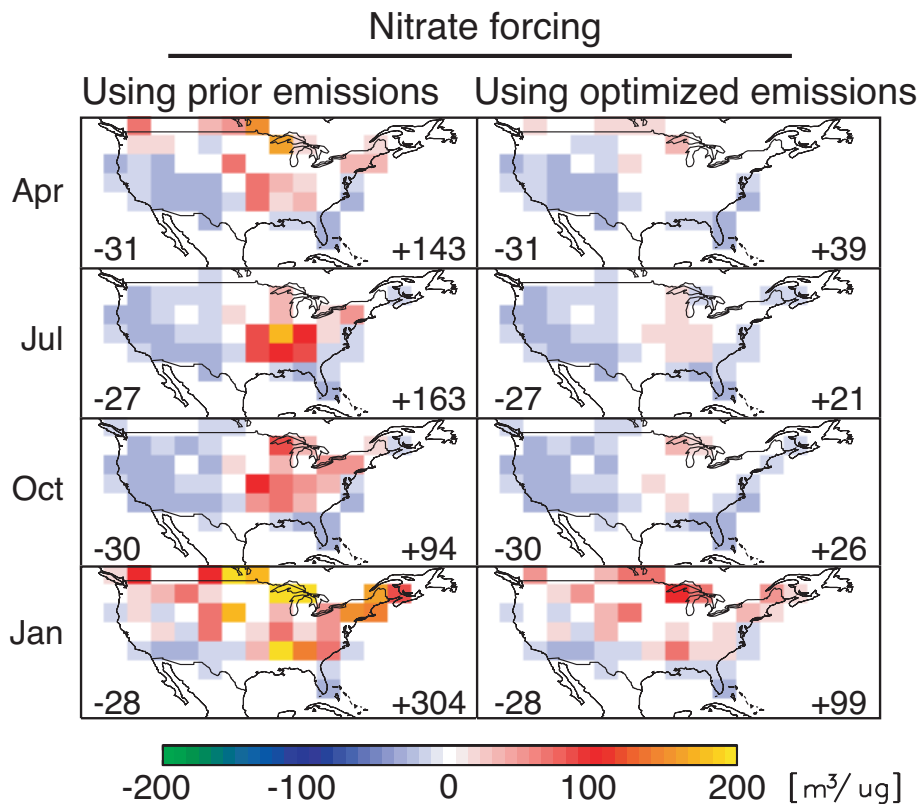 Nitrate forcing
Using prior emissions Using optimized emissions
Apr
-31 +143 -31 +39
Jul
-27 +163 -27 +21
Oct
-30 +94 -30 +26
Jan
-28 +304 -28 +99
-200 -100 0 100 200 [m³/ug]